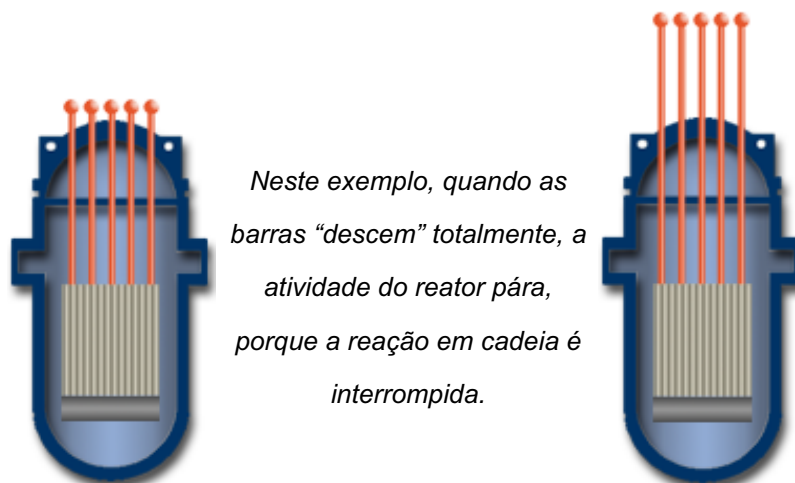 Neste exemplo, quando as
barras “descem” totalmente, a
atividade do reator pára,
porque a reação em cadeia é
interrompida.